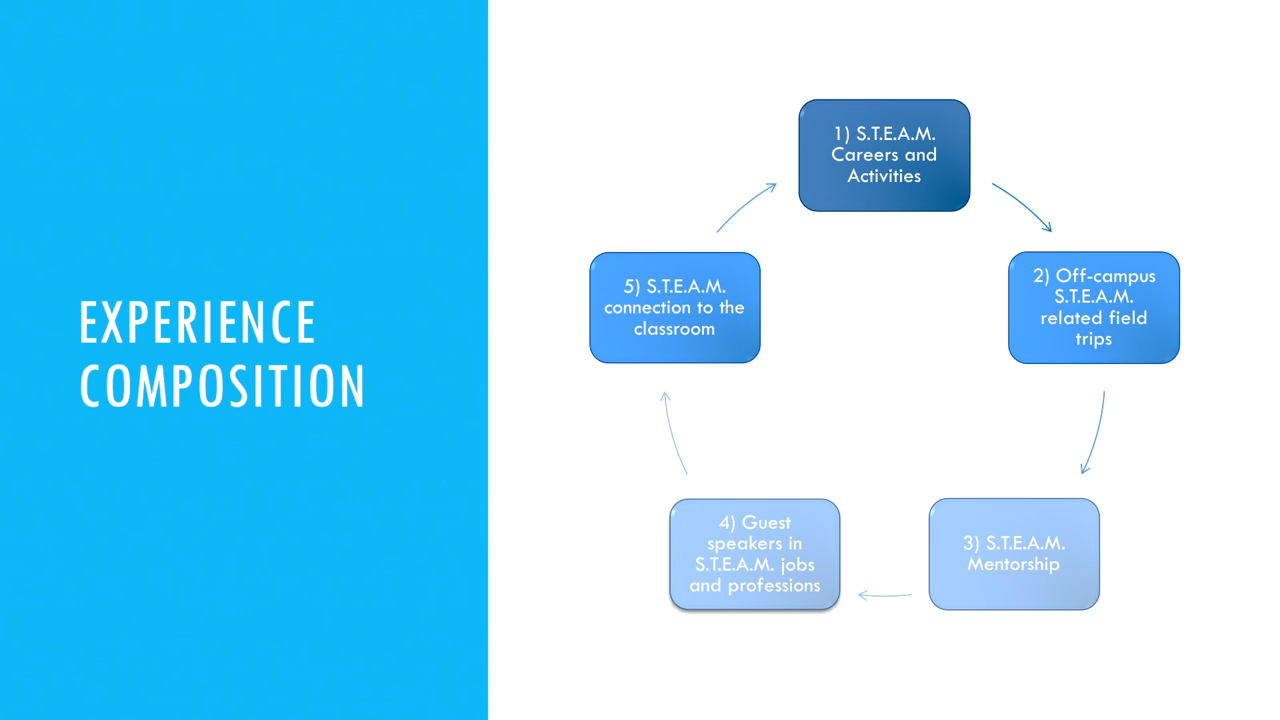 EXPERIENCE
COMPOSITION
1) S.T.E.A.M.
Careers and
Activities
2) Off-campus
S.T.E.A.M.
related field
trips
3) S.T.E.A.M.
Mentorship
4) Guest
speakers in
S.T.E.A.M. jobs
and professions
5) S.T.E.A.M.
connection to the
classroom